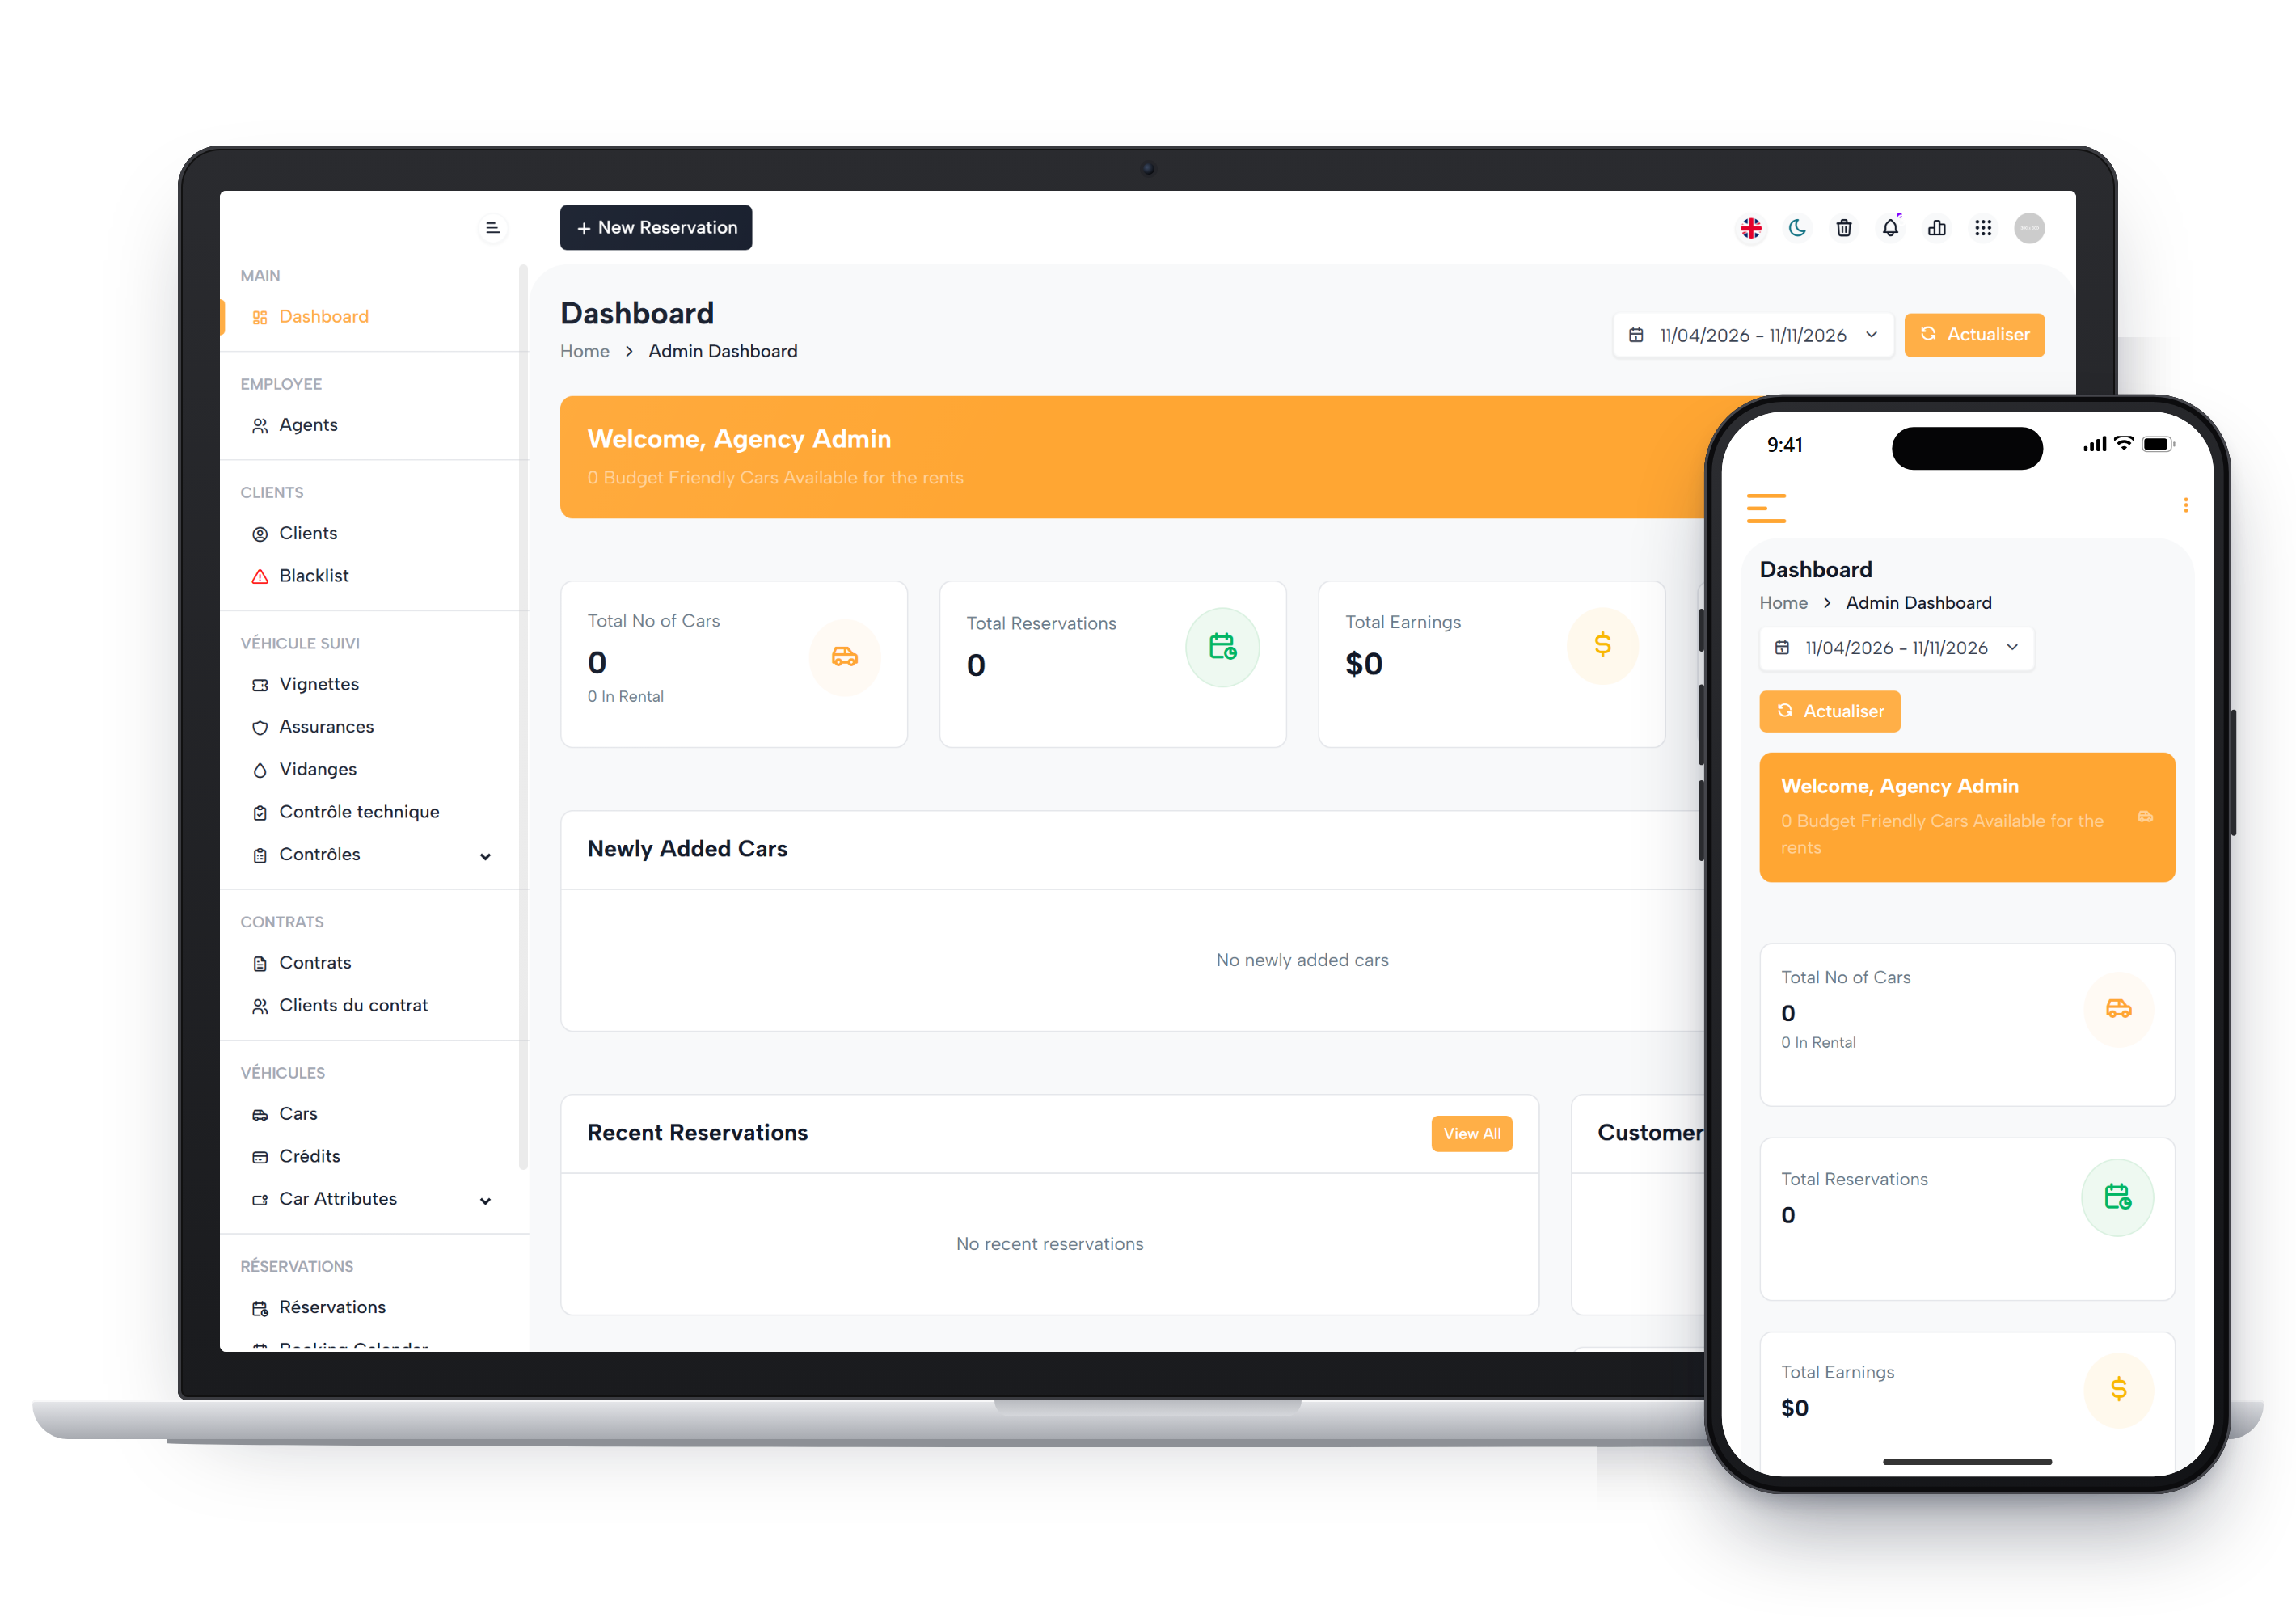 New Reservation
MAIN
Dashboard
EMPLOYEE
Agents
CLIENTS
Clients
Blacklist
VÉHICULE SUIVI
Vignettes
Assurances
Vidanges
Contrôle technique
Contrôles
CONTRATS
Contrats
Clients du contrat
VÉHICULES
Cars
Crédits
Car Attributes
RÉSERVATIONS
Réservations
Booking Calendar
Dashboard
Home > Admin Dashboard
11/04/2026 - 11/11/2026
Actualiser
Welcome, Agency Admin
0 Budget Friendly Cars Available for the rents
Total No of Cars
0
0 In Rental
Total Reservations
0
Total Earnings
$0
Newly Added Cars
No newly added cars
Recent Reservations
View All
No recent reservations
Customer
9:41
Dashboard
Home > Admin Dashboard
11/04/2026 - 11/11/2026
Actualiser
Welcome, Agency Admin
0 Budget Friendly Cars Available for the
rents
Total No of Cars
0
0 In Rental
Total Reservations
0
Total Earnings
$0